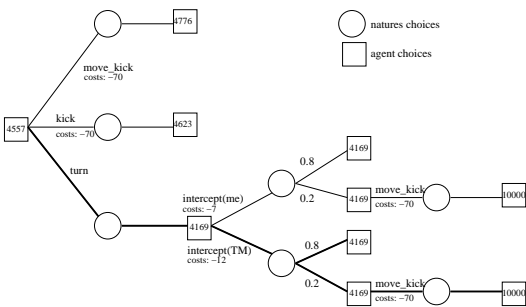 4776
natures choices
agent choices
move_kick
costs: -70
4557
kick
costs: -70
4623
turn
0.8
4169
0.2
4169
move_kick
costs: -70
10000
intercept(me)
costs: -7
4169
intercept(TM)
costs: -12
0.8
4169
0.2
4169
move_kick
costs: -70
10000